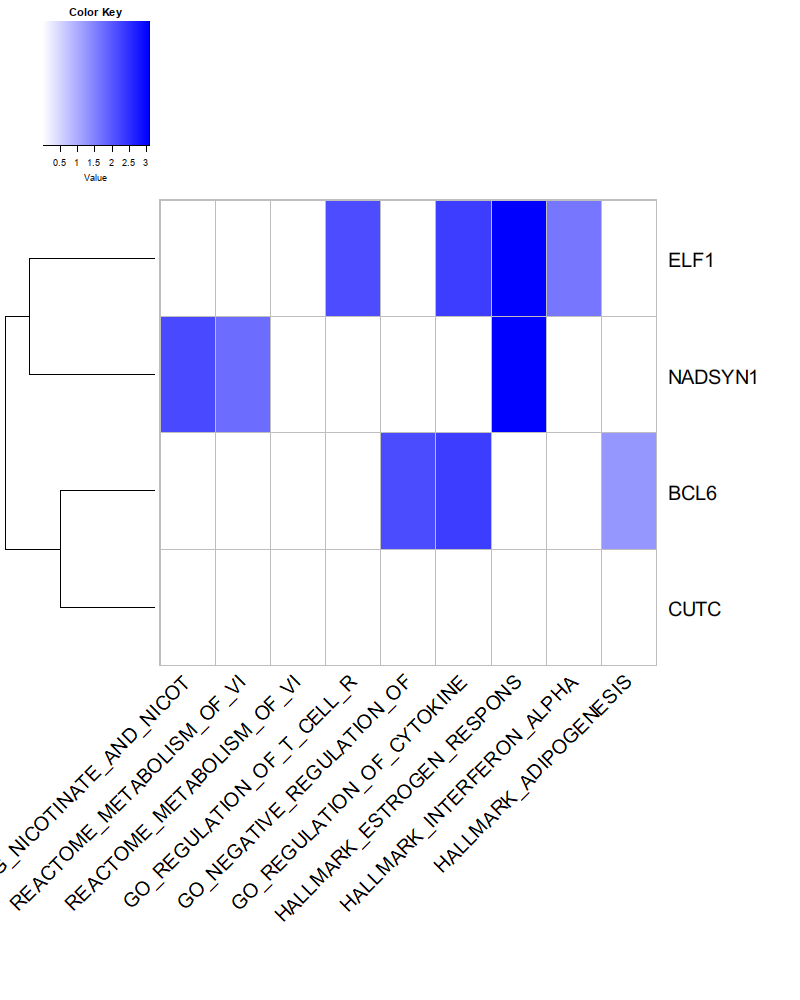 Color Key
0.5 1 1.5 2 2.5 3
Value
ELF1
NADSYN1
BCL6
CUTC
G_NICOTINATE_AND_NICOT
REACTOME_METABOLISM_OF_VI
REACTOME_METABOLISM_OF_VI
GO_REGULATION_OF_T_CELL_R
GO_NEGATIVE_REGULATION_OF
GO_REGULATION_OF_CYTOKINE
HALLMARK_ESTROGEN_RESPONS
HALLMARK_INTERFERON_ALPHA
HALLMARK_ADIPOGENESIS